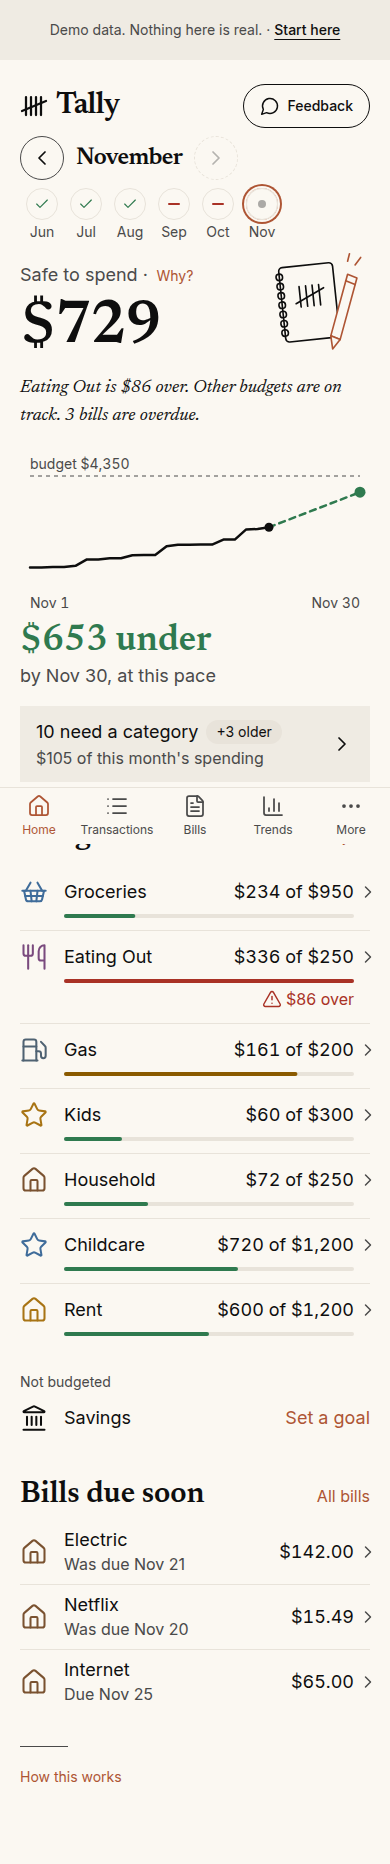 Demo data. Nothing here is real. · Start here
Tally
Feedback
November
Jun Jul Aug Sep Oct Nov
Safe to spend · Why?
$729
Eating Out is $86 over. Other budgets are on
track. 3 bills are overdue.
budget $4,350
Nov 1 Nov 30
$653 under
by Nov 30, at this pace
10 need a category +3 older
$105 of this month's spending
Home Transactions Bills Trends More
Groceries $234 of $950
Eating Out $336 of $250
$86 over
Gas $161 of $200
Kids $60 of $300
Household $72 of $250
Childcare $720 of $1,200
Rent $600 of $1,200
Not budgeted
Savings Set a goal
Bills due soon All bills
Electric $142.00
Was due Nov 21
Netflix $15.49
Was due Nov 20
Internet $65.00
Due Nov 25
How this works